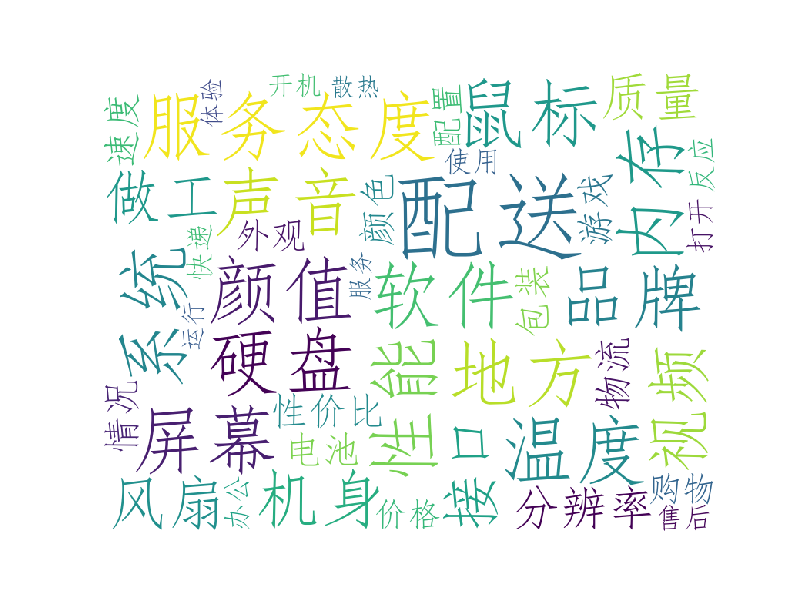 开机
散热
体验
速度
服务态度
配置
鼠标
质量
使用
内存
反应
做工
声音
颜色
配送
游戏
打开
外观
快递
系统
颜值
服务
软件
包装
品牌
运行
硬盘
性能
地方
物流
视频
情况
屏幕
性价比
电池
接口
温度
风扇
办公
机身
价格
分辨率
购物
售后